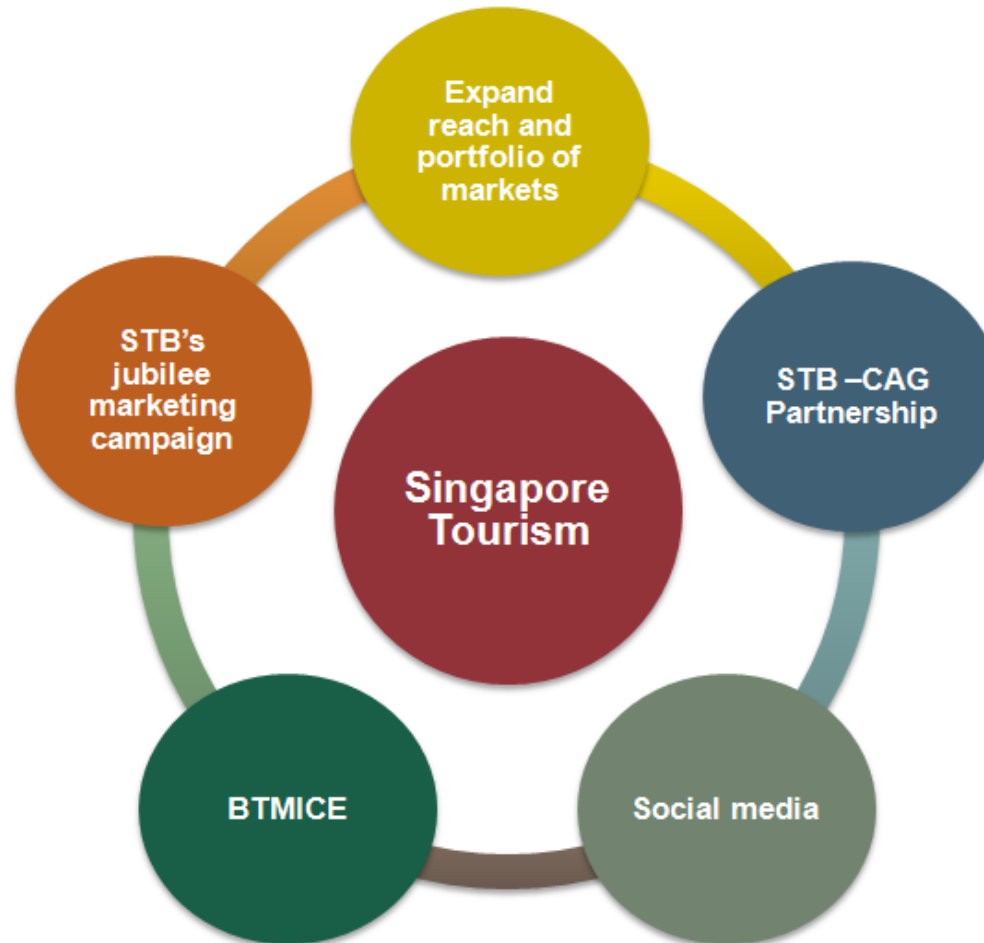 Expand
reach and
portfolio of
markets
STB –CAG
Partnership
Social media
BTMICE
STB’s
jubilee
marketing
campaign
Singapore
Tourism